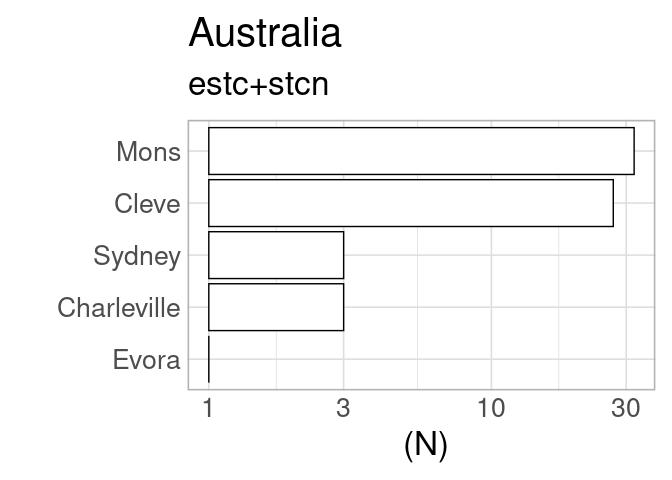 Australia
estc+stcn
Mons
Cleve
Sydney
Charleville
Evora
1 3 10 30
(N)